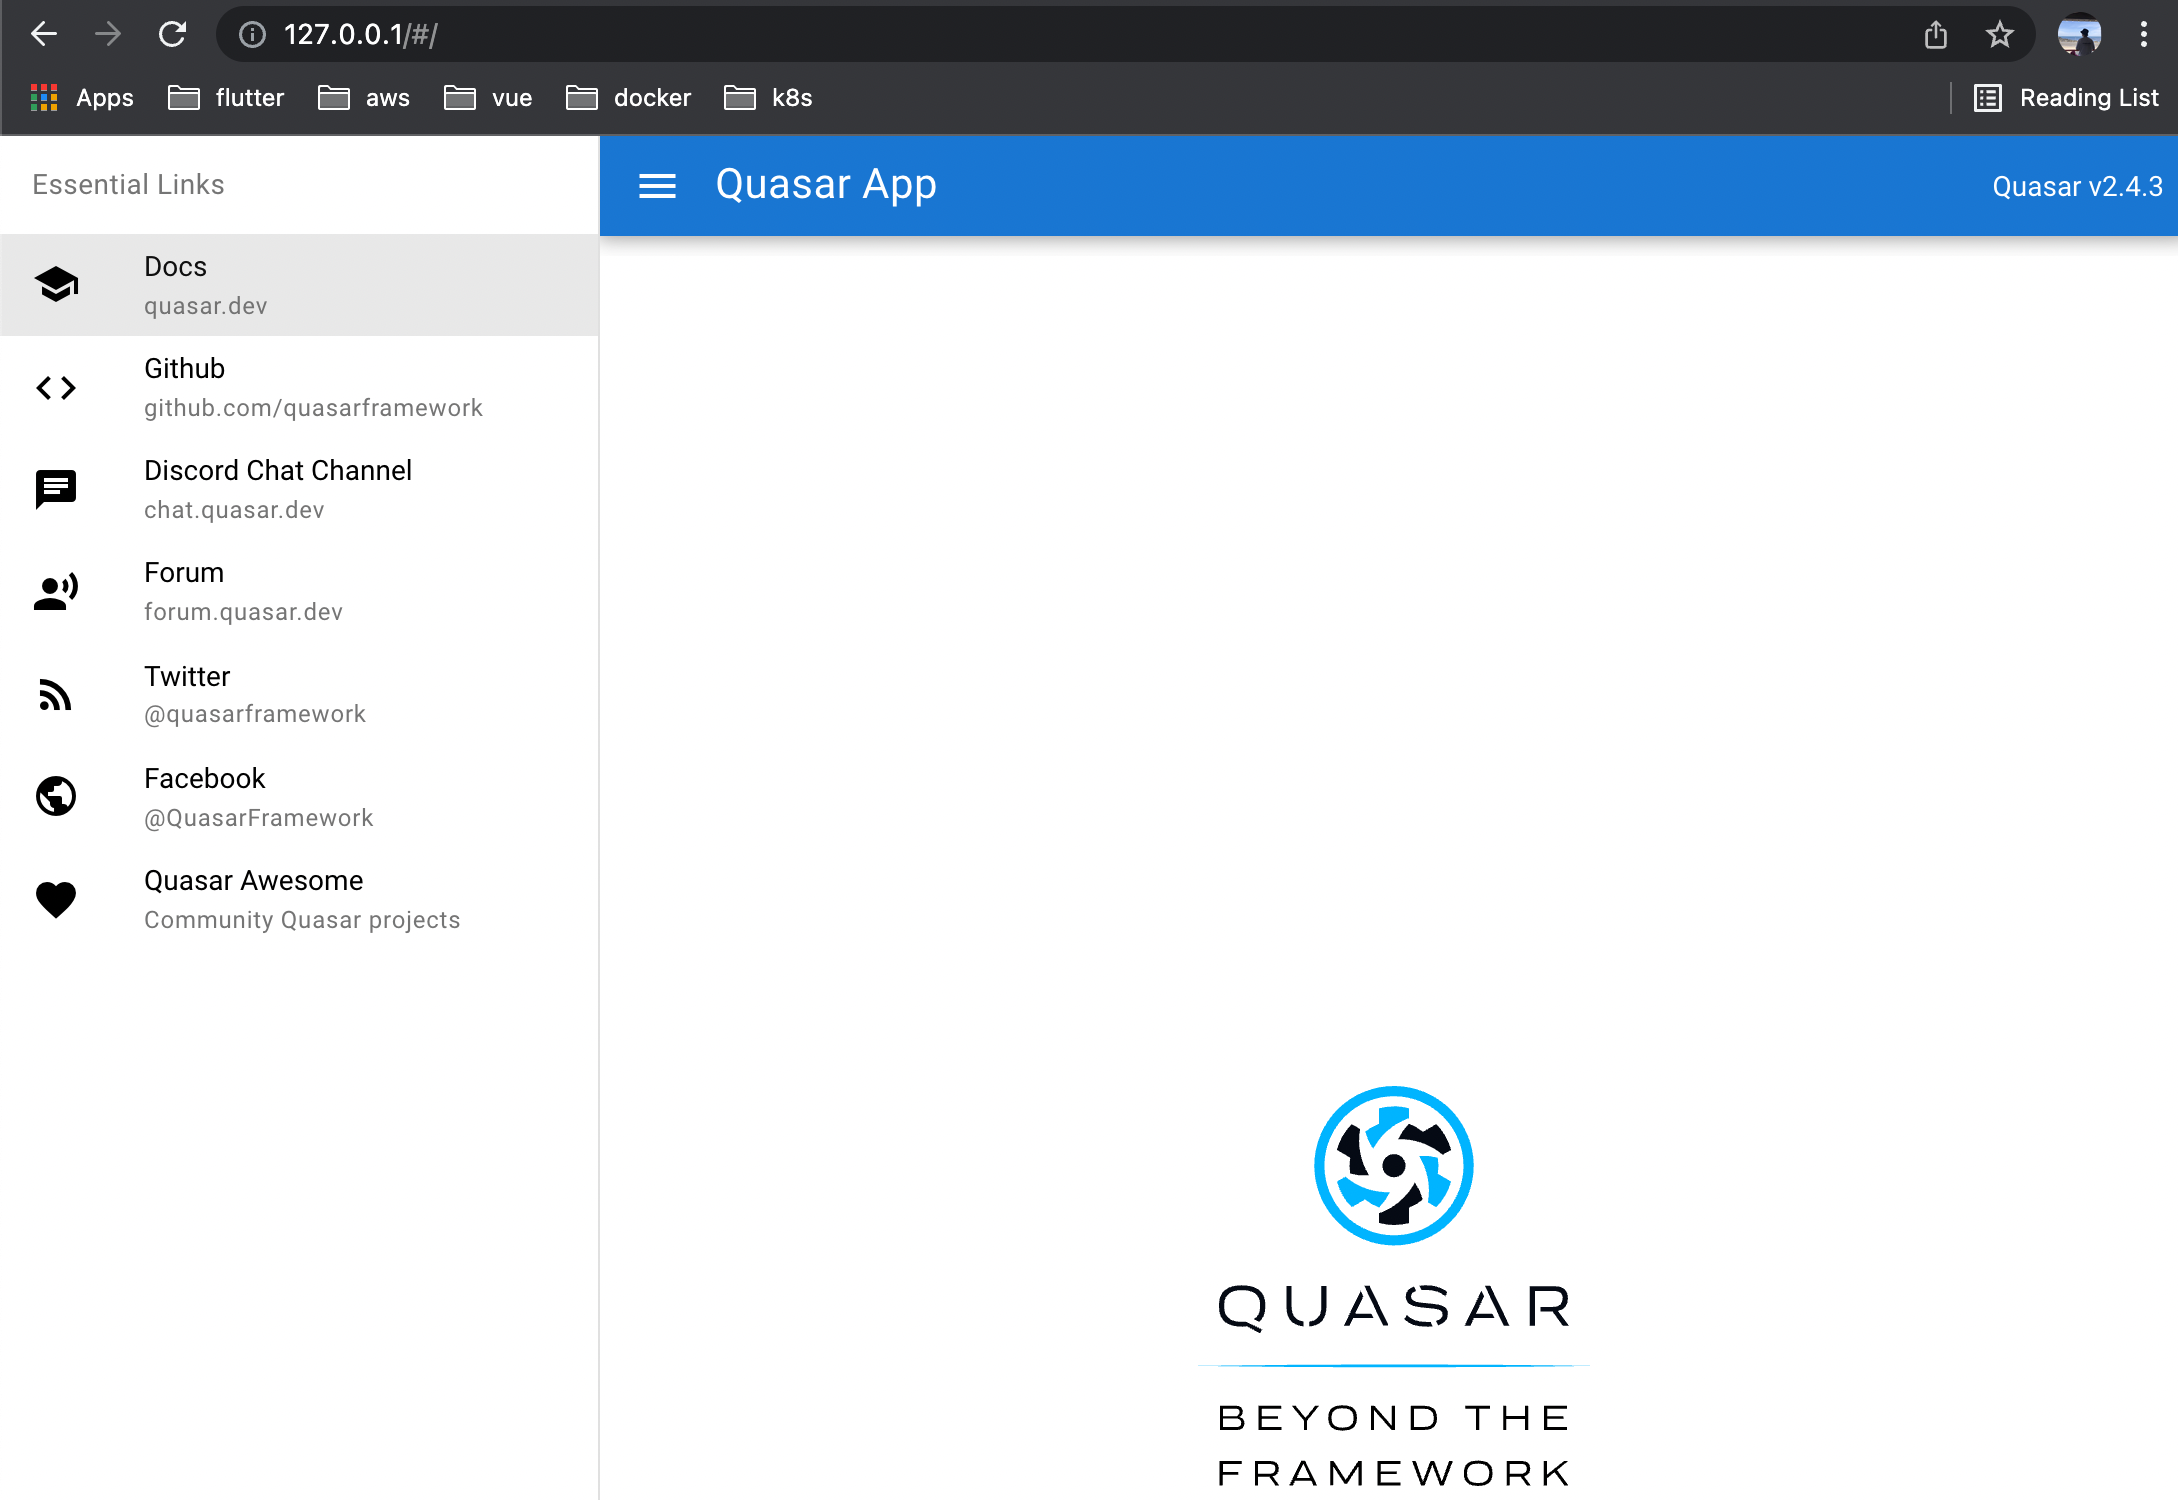 127.0.0.1/#/
Apps flutter aws vue docker k8s Reading List
Essential Links
Quasar App
Quasar v2.4.3
Docs
quasar.dev
Github
github.com/quasarframework
Discord Chat Channel
chat.quasar.dev
Forum
forum.quasar.dev
Twitter
@quasarframework
Facebook
@QuasarFramework
Quasar Awesome
Community Quasar projects
QUASAR
BEYOND THE
FRAMEWORK